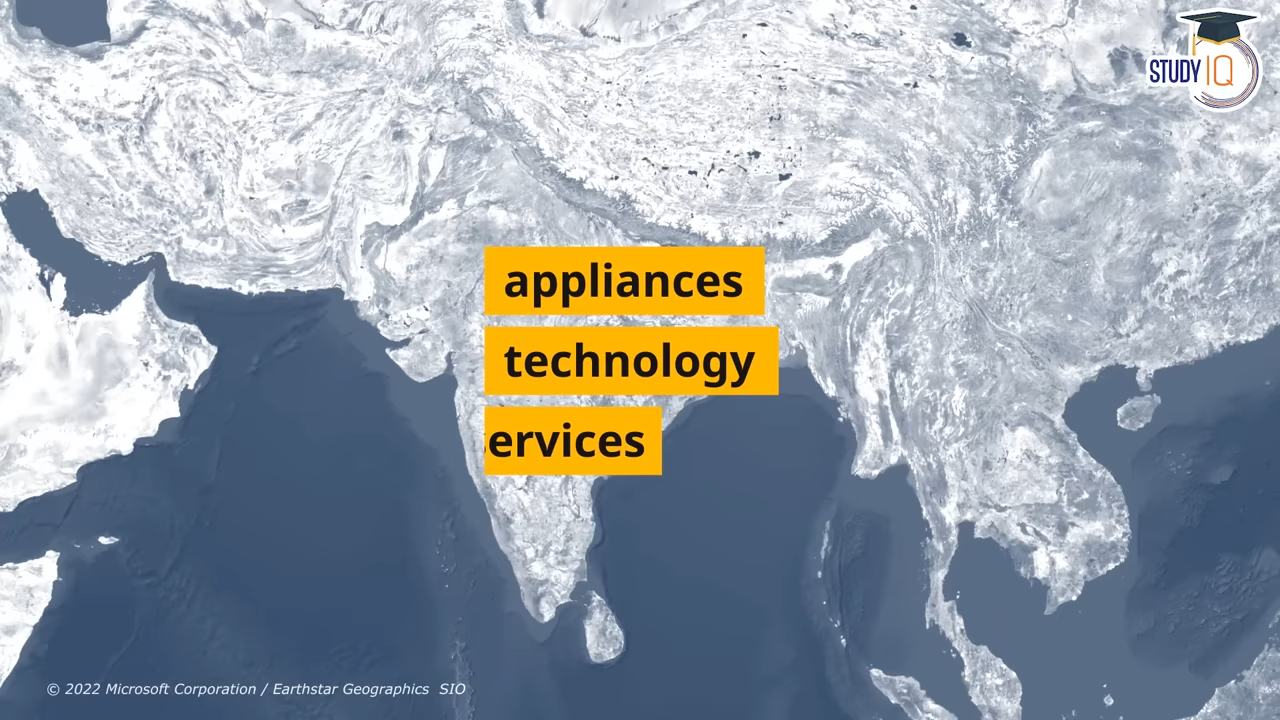 STUDY IQ
appliances
technology
ervices
© 2022 Microsoft Corporation / Earthstar Geographics SIO